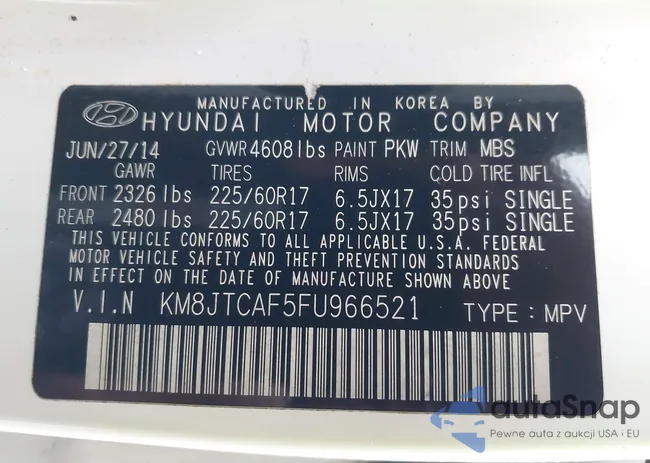 MANUFACTURED IN KOREA BY
HYUNDAI MOTOR COMPANY
JUN/27/14 GVWR4608lbs PAINT PKW TRIM MBS
GAWR TIRES RIMS COLD TIRE INFL
FRONT 2326 lbs 225/60R17 6.5JX17 35psi SINGLE
REAR 2480 lbs 225/60R17 6.5JX17 35psi SINGLE
THIS VEHICLE CONFORMS TO ALL APPLICABLE U.S.A. FEDERAL
MOTOR VEHICLE SAFETY AND THEFT PREVENTION STANDARDS
IN EFFECT ON THE DATE OF MANUFACTURE SHOWN ABOVE
V.I.N KM8JTCAF5FU966521 TYPE : MPV
autoSnap
Pewne auta z aukcji USA i EU